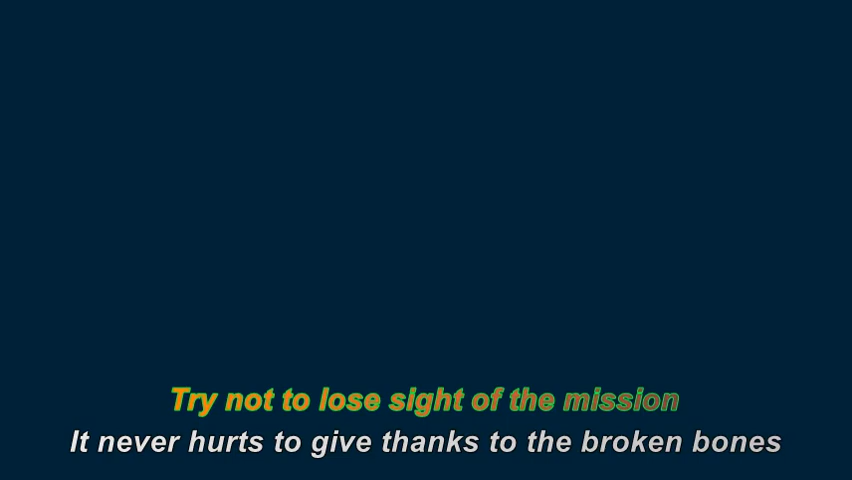 Try not to lose sight of the mission
It never hurts to give thanks to the broken bones